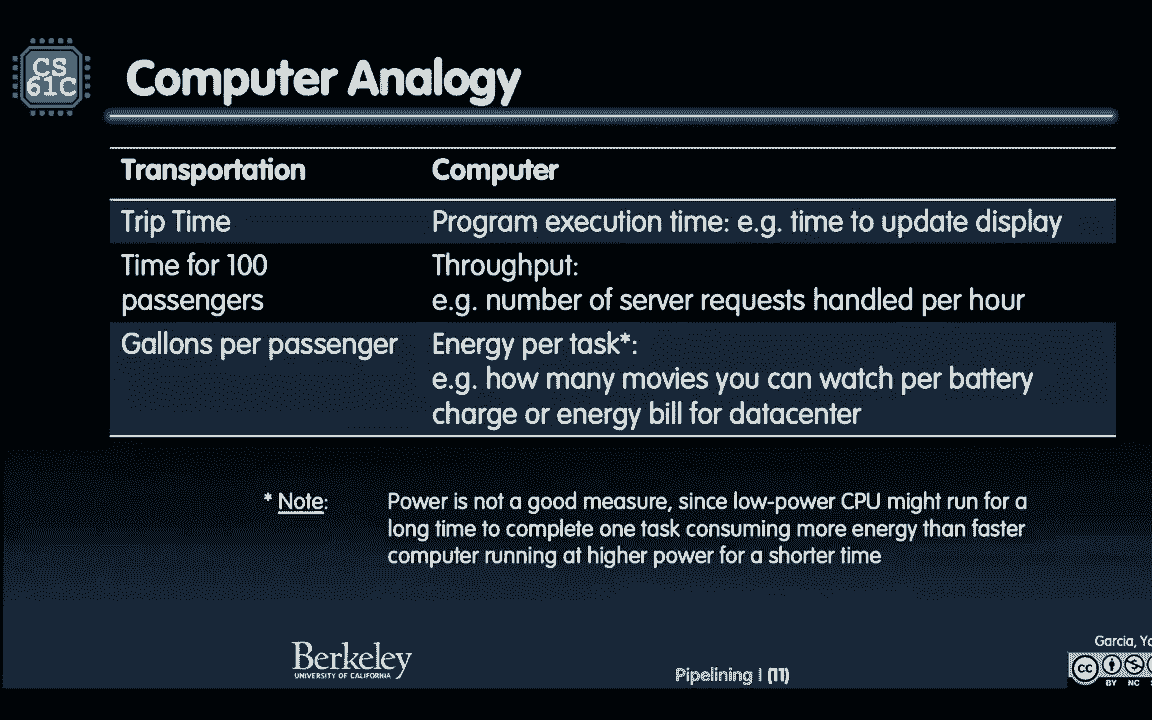 CS
61C
Computer Analogy
Transportation Computer
Trip Time Program execution time: e.g. time to update display
Time for 100 passengers
Throughput:
e.g. number of server requests handled per hour
Gallons per passenger
Energy per task*:
e.g. how many movies you can watch per battery
charge or energy bill for datacenter
* Note: Power is not a good measure, since low-power CPU might run for a
long time to complete one task consuming more energy than faster
computer running at higher power for a shorter time
Berkeley
UNIVERSITY OF CALIFORNIA
Pipelining I (11)
Garcia,
cc
BY NC